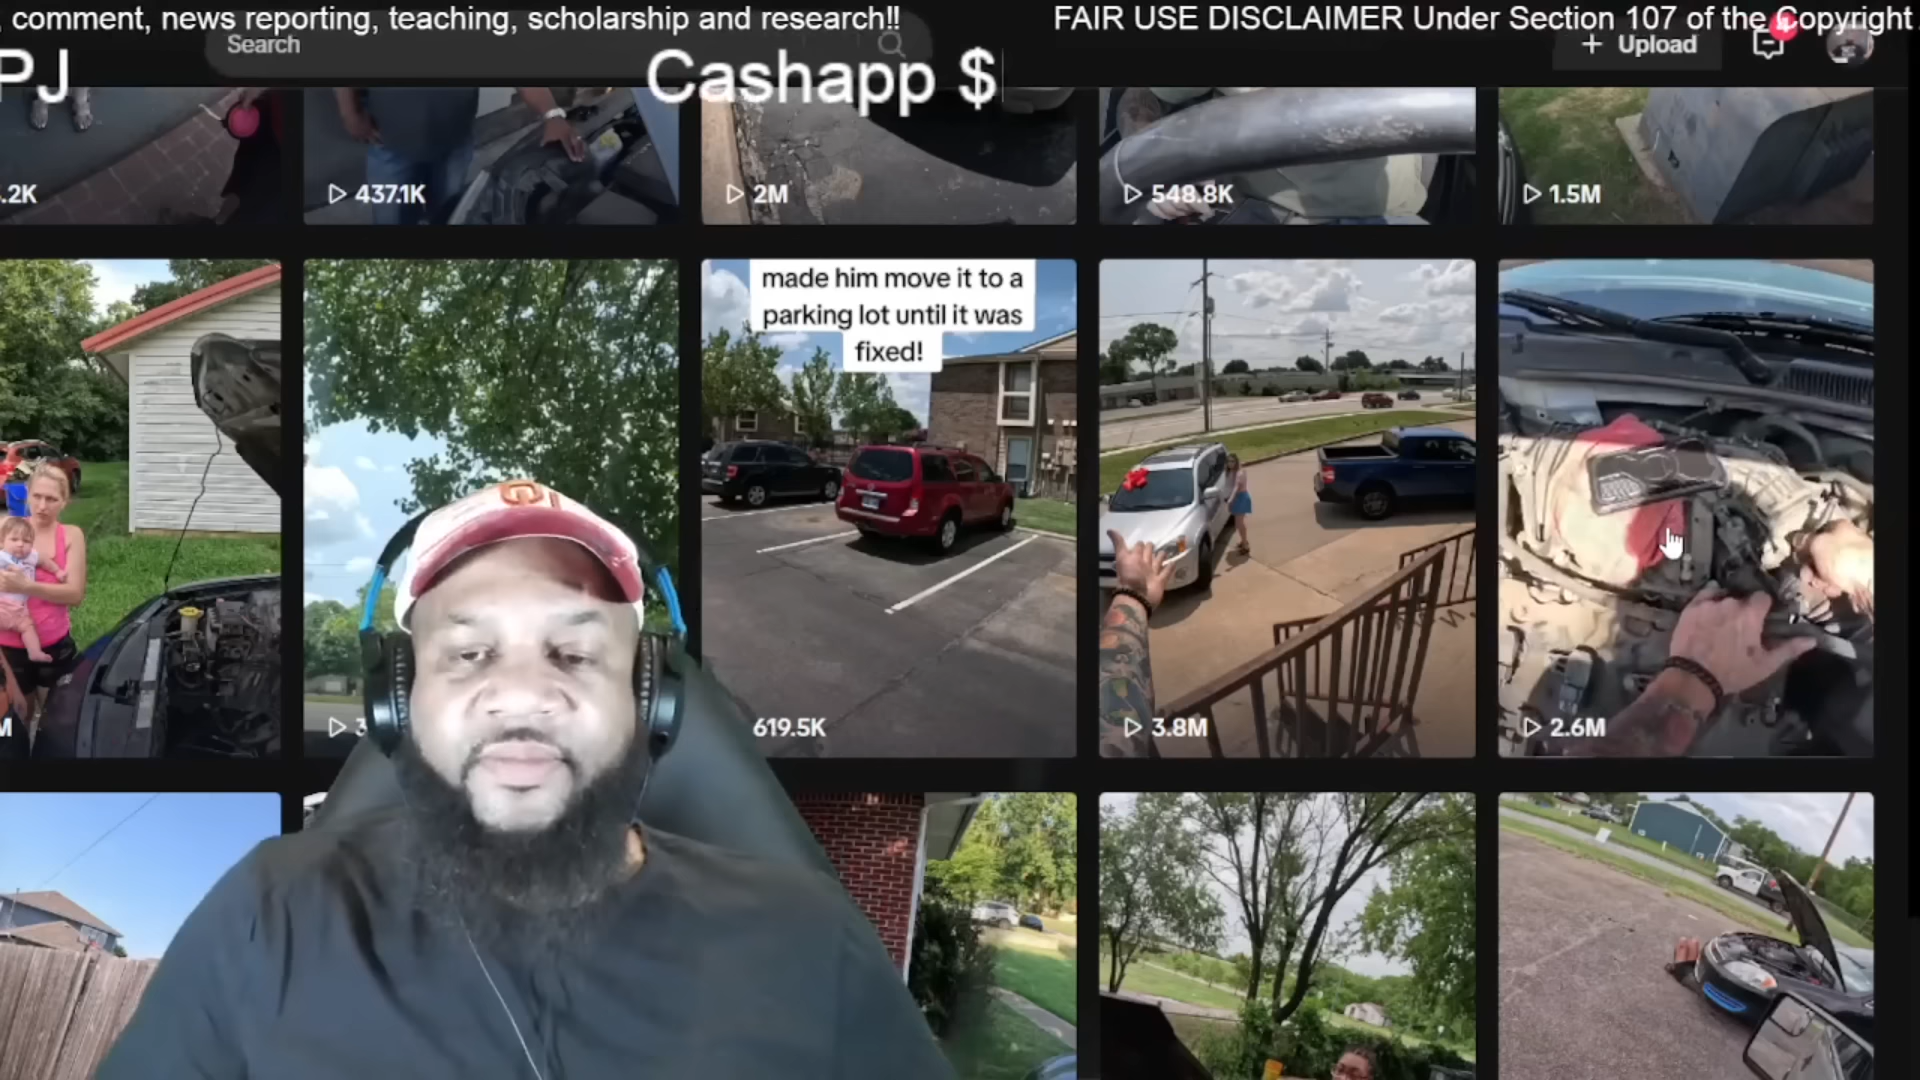 , comment, news reporting, teaching, scholarship and research!! FAIR USE DISCLAIMER Under Section 107 of the Copyright
Search
Upload
PJ Cashapp $
.2K
437.1K
2M
548.8K
1.5M
made him move it to a
parking lot until it was
fixed!
M
3
619.5K
3.8M
2.6M